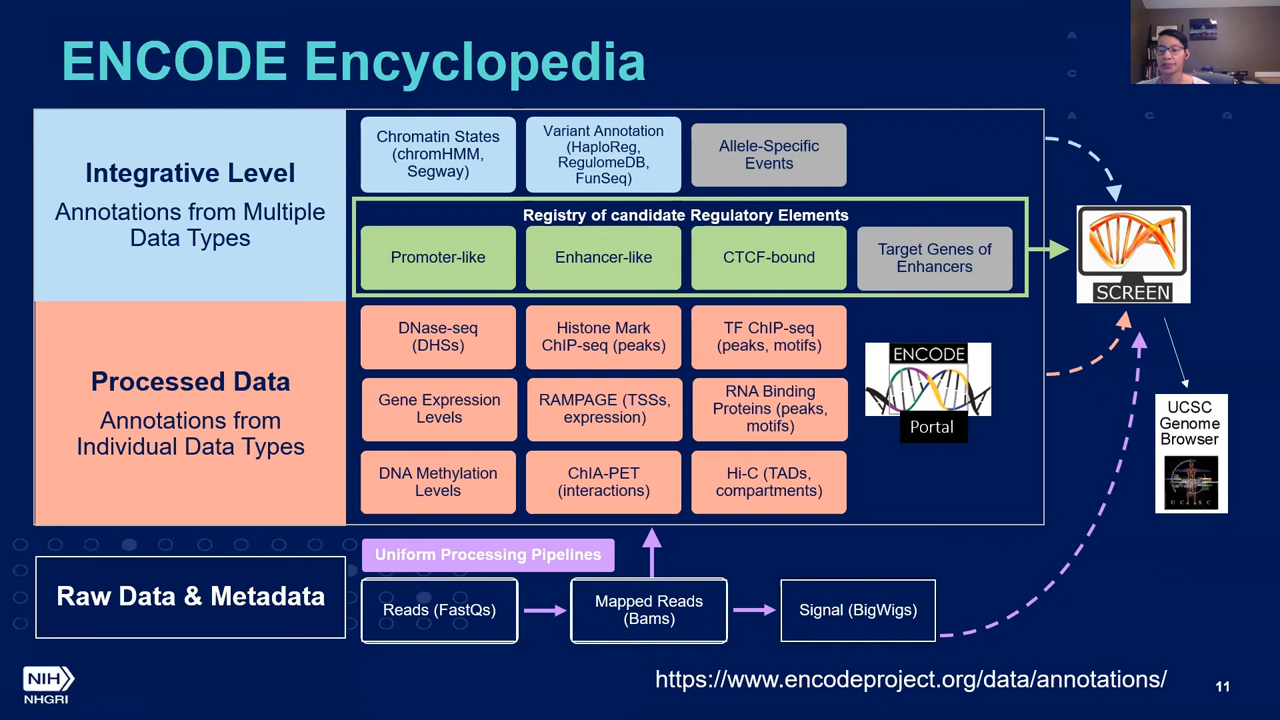 ENCODE Encyclopedia
Integrative Level
Annotations from Multiple
Data Types
Chromatin States
(chromHMM,
Segway)
Variant Annotation
(HaploReg,
RegulomeDB,
FunSeq)
Allele-Specific
Events
Registry of candidate Regulatory Elements
Promoter-like
Enhancer-like
CTCF-bound
Target Genes of
Enhancers
SCREEN
Processed Data
Annotations from
Individual Data Types
DNase-seq
(DHSs)
Histone Mark
ChIP-seq (peaks)
TF ChIP-seq
(peaks, motifs)
Gene Expression
Levels
RAMPAGE (TSSs,
expression)
RNA Binding
Proteins (peaks,
motifs)
DNA Methylation
Levels
ChIA-PET
(interactions)
Hi-C (TADs,
compartments)
ENCODE
Portal
UCSC
Genome
Browser
UCSC
Uniform Processing Pipelines
Raw Data & Metadata
Reads (FastQs)
Mapped Reads
(Bams)
Signal (BigWigs)
NIH
NHGRI
https://www.encodeproject.org/data/annotations/
11